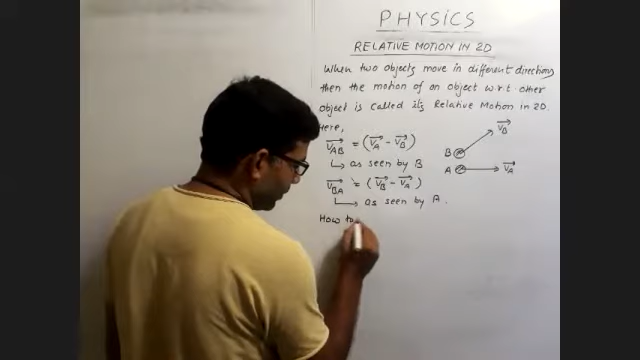 PHYSICS
RELATIVE MOTION IN 2D
When two objects move in different directions
then the motion of an object w.r.t. other
object is called its Relative Motion in 2D.
Here,
V⃗AB = (V⃗A - V⃗B)
↳ as seen by B
V⃗BA = (V⃗B - V⃗A)
↳ as seen by A.
How to
V⃗B
B
A
V⃗A